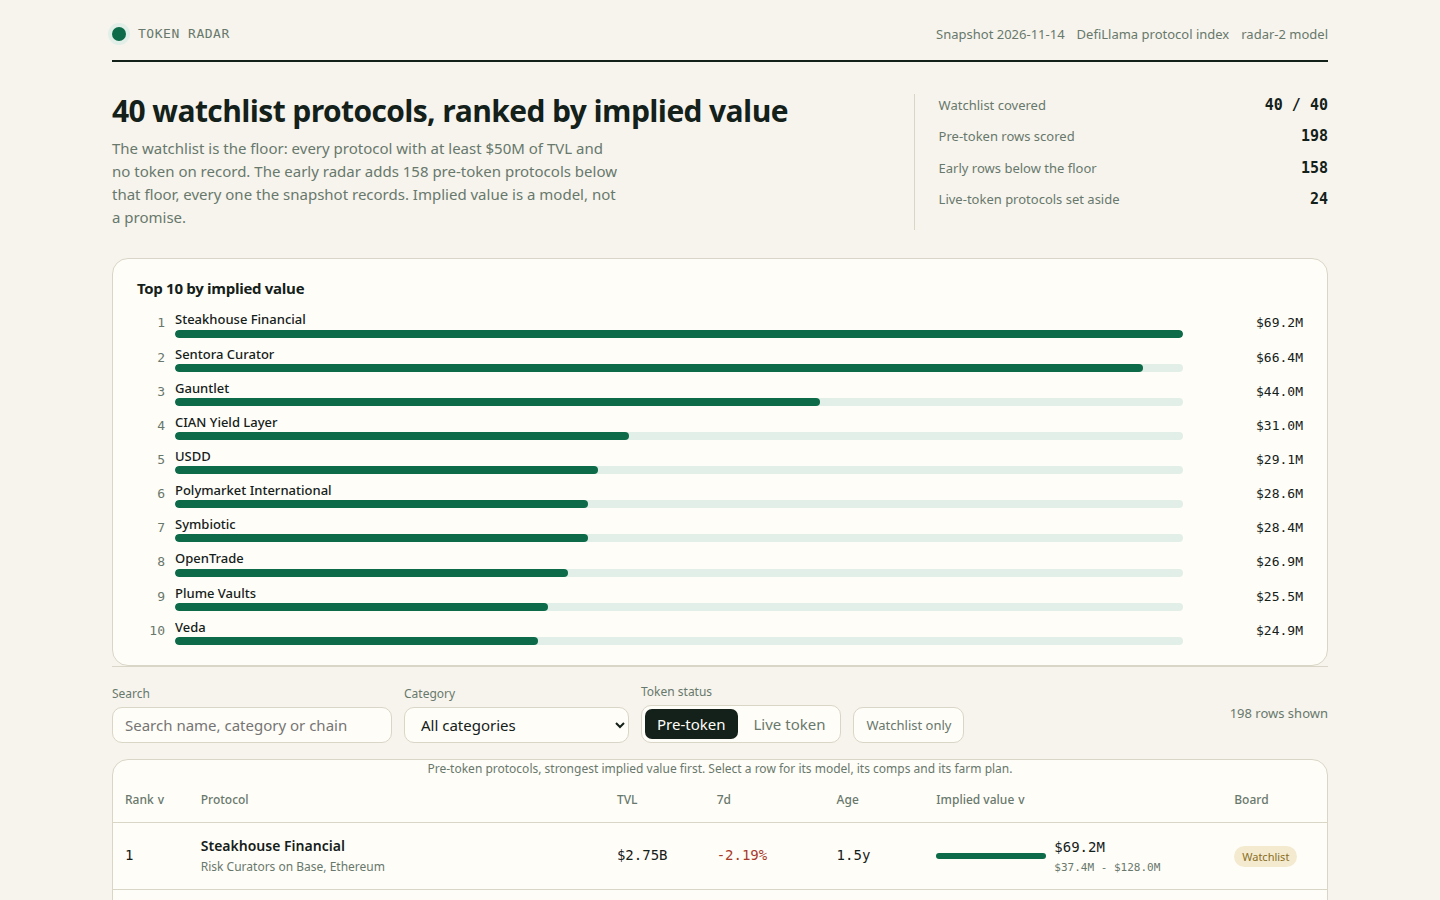 TOKEN RADAR
Snapshot 2026-11-14 DefiLlama protocol index radar-2 model
40 watchlist protocols, ranked by implied value
The watchlist is the floor: every protocol with at least $50M of TVL and
no token on record. The early radar adds 158 pre-token protocols below
that floor, every one the snapshot records. Implied value is a model, not
a promise.
Watchlist covered 40 / 40
Pre-token rows scored 198
Early rows below the floor 158
Live-token protocols set aside 24
Top 10 by implied value
1 Steakhouse Financial $69.2M
2 Sentora Curator $66.4M
3 Gauntlet $44.0M
4 CIAN Yield Layer $31.0M
5 USDD $29.1M
6 Polymarket International $28.6M
7 Symbiotic $28.4M
8 OpenTrade $26.9M
9 Plume Vaults $25.5M
10 Veda $24.9M
Search Category Token status
Search name, category or chain All categories Pre-token Live token Watchlist only 198 rows shown
Pre-token protocols, strongest implied value first. Select a row for its model, its comps and its farm plan.
Rank v Protocol TVL 7d Age Implied value v Board
1 Steakhouse Financial $2.75B -2.19% 1.5y $69.2M Watchlist
Risk Curators on Base, Ethereum $37.4M - $128.0M